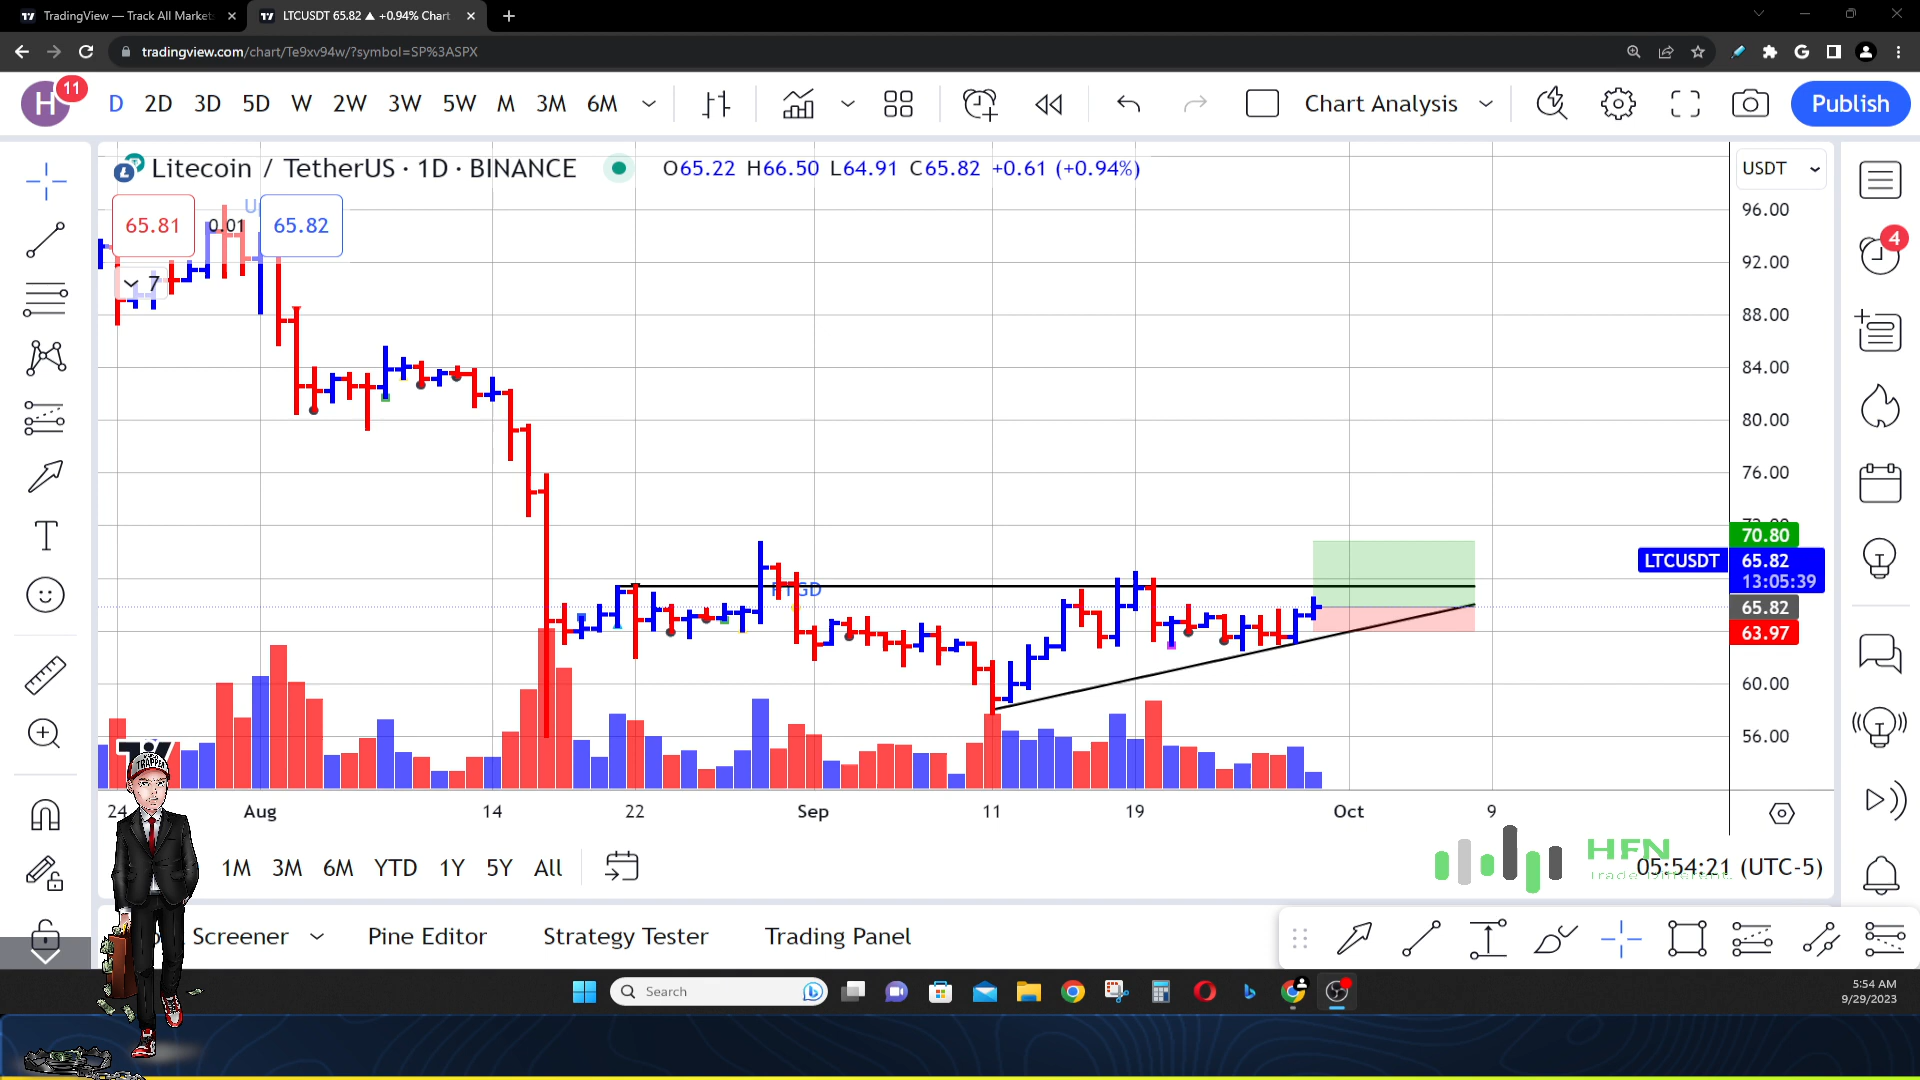 TradingView — Track All Market
LTCUSDT 65.82 ▲ +0.94% Chart
tradingview.com/chart/Te9xv94w/?symbol=SP%3ASPX
H 11 D 2D 3D 5D W 2W 3W 5W M 3M 6M Chart Analysis Publish
Litecoin / TetherUS · 1D · BINANCE O65.22 H66.50 L64.91 C65.82 +0.61 (+0.94%)
USDT
65.81 0.01 65.82
7
96.00
92.00
88.00
84.00
80.00
76.00
70.80
LTCUSDT 65.82
13:05:39
65.82
63.97
60.00
56.00
4
24 Aug 14 22 Sep 11 19 Oct 9
TRAPPER
1M 3M 6M YTD 1Y 5Y All
HFN
Trade Different.
05:54:21 (UTC-5)
Screener Pine Editor Strategy Tester Trading Panel
Search
5:54 AM
9/29/2023